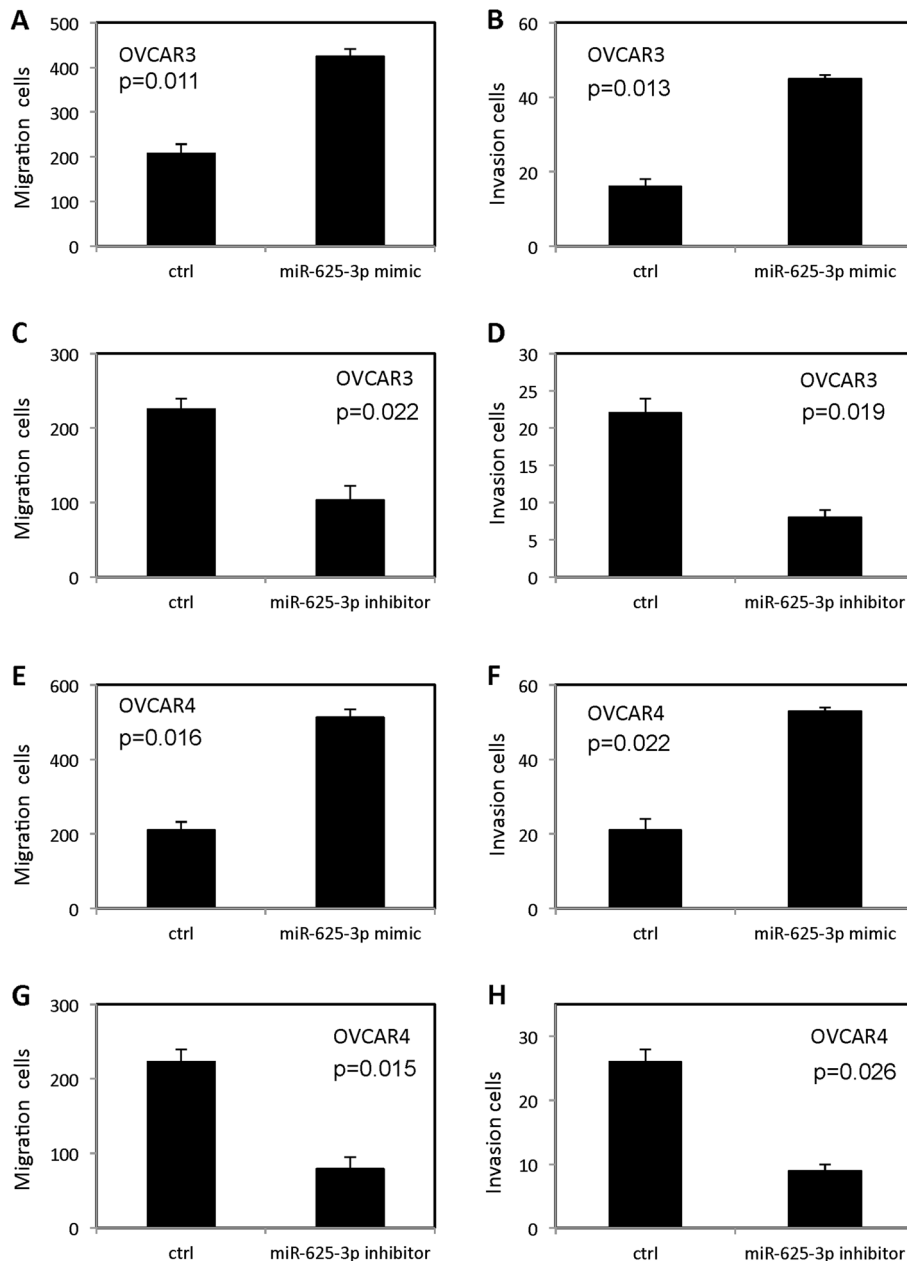 A
Migration cells
500
400
300
200
100
0
OVCAR3
p=0.011
ctrl
miR-625-3p mimic
B
Invasion cells
60
40
20
0
OVCAR3
p=0.013
ctrl
miR-625-3p mimic
C
Migration cells
300
200
100
0
OVCAR3
p=0.022
ctrl
miR-625-3p inhibitor
D
Invasion cells
30
25
20
15
10
5
0
OVCAR3
p=0.019
ctrl
miR-625-3p inhibitor
E
Migration cells
600
400
200
0
OVCAR4
p=0.016
ctrl
miR-625-3p mimic
F
Invasion cells
60
40
20
0
OVCAR4
p=0.022
ctrl
miR-625-3p mimic
G
Migration cells
300
200
100
0
OVCAR4
p=0.015
ctrl
miR-625-3p inhibitor
H
Invasion cells
30
20
10
0
OVCAR4
p=0.026
ctrl
miR-625-3p inhibitor